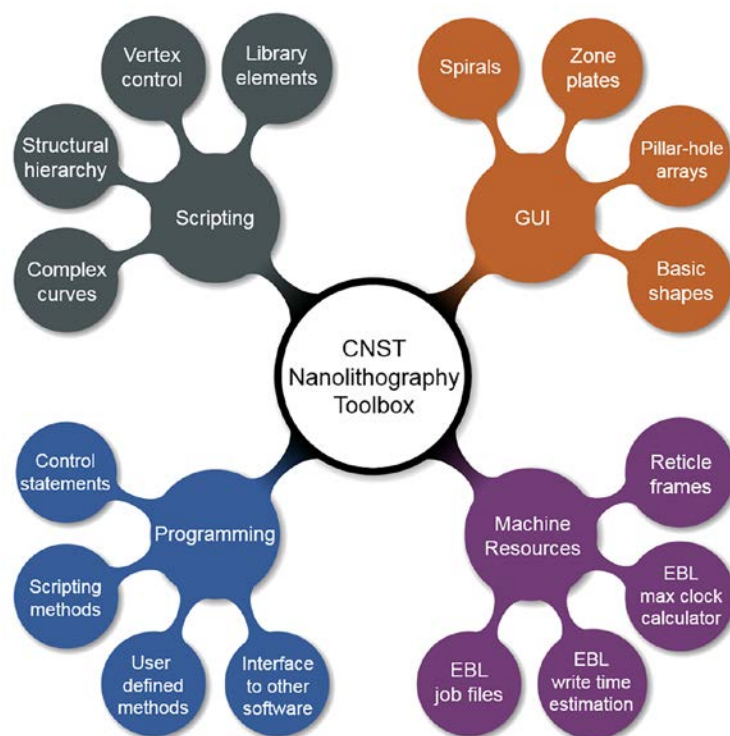 CNST
Nanolithography
Toolbox
Scripting
Vertex
control
Library
elements
Structural
hierarchy
Complex
curves
GUI
Spirals
Zone
plates
Pillar-hole
arrays
Basic
shapes
Programming
Control
statements
Scripting
methods
User
defined
methods
Interface
to other
software
Machine
Resources
Reticle
frames
EBL
max clock
calculator
EBL
write time
estimation
EBL
job files